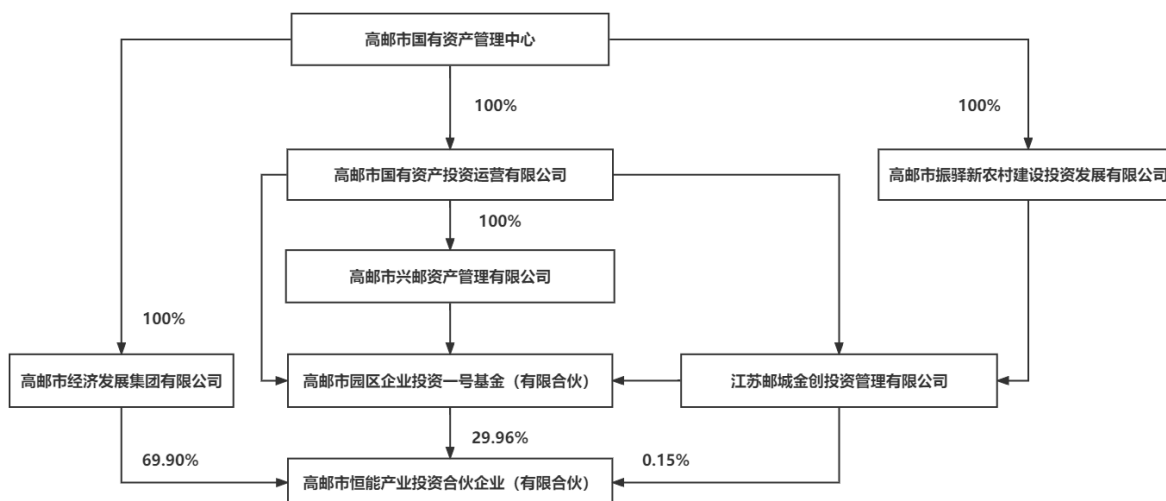 高邮市国有资产管理中心
100%
100%
高邮市国有资产投资运营有限公司
高邮市振驿新农村建设投资发展有限公司
100%
高邮市兴邮资产管理有限公司
100%
高邮市经济发展集团有限公司
高邮市园区企业投资一号基金（有限合伙）
江苏邮城金创投资管理有限公司
29.96%
69.90%
0.15%
高邮市恒能产业投资合伙企业（有限合伙）